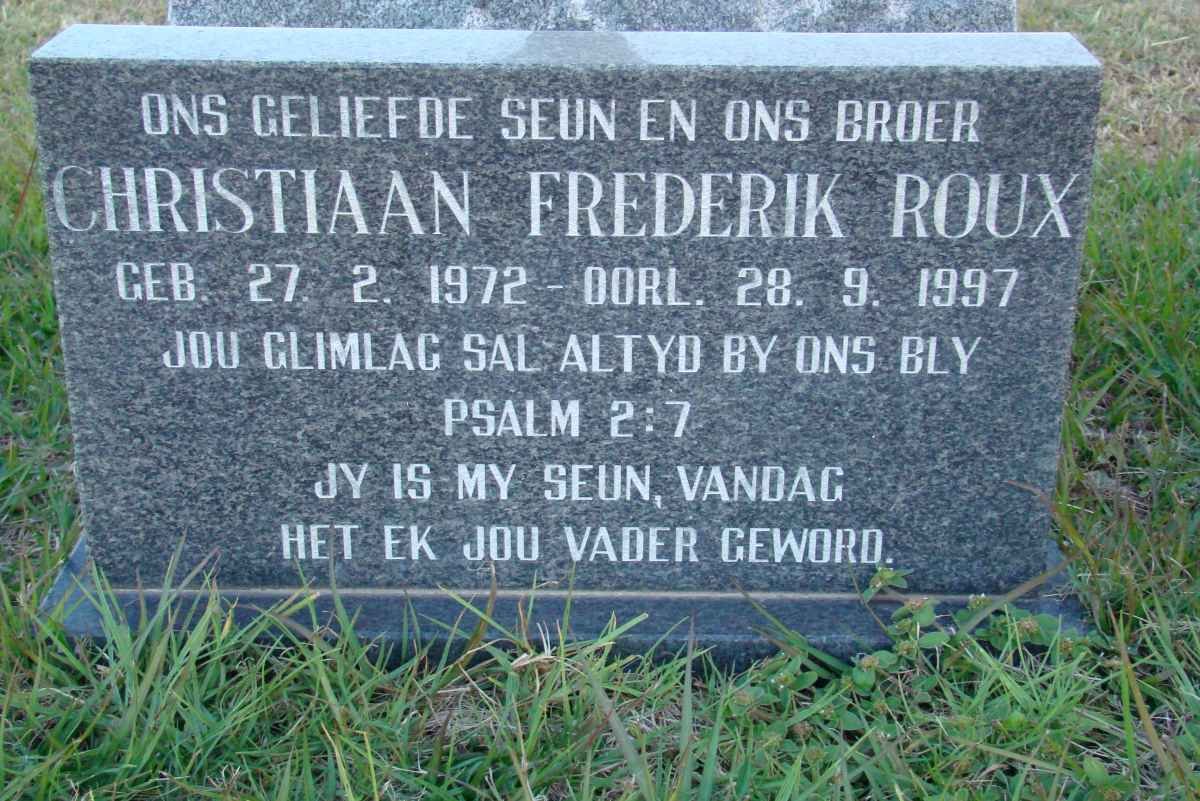 ONS GELIEFDE SEUN EN ONS BROER
CHRISTIAAN FREDERIK ROUX
GEB. 27. 2. 1972 - OORL. 28. 9. 1997
JOU GLIMLAG SAL ALTYD BY ONS BLY
PSALM 2:7
JY IS MY SEUN, VANDAG
HET EK JOU VADER GEWORD.